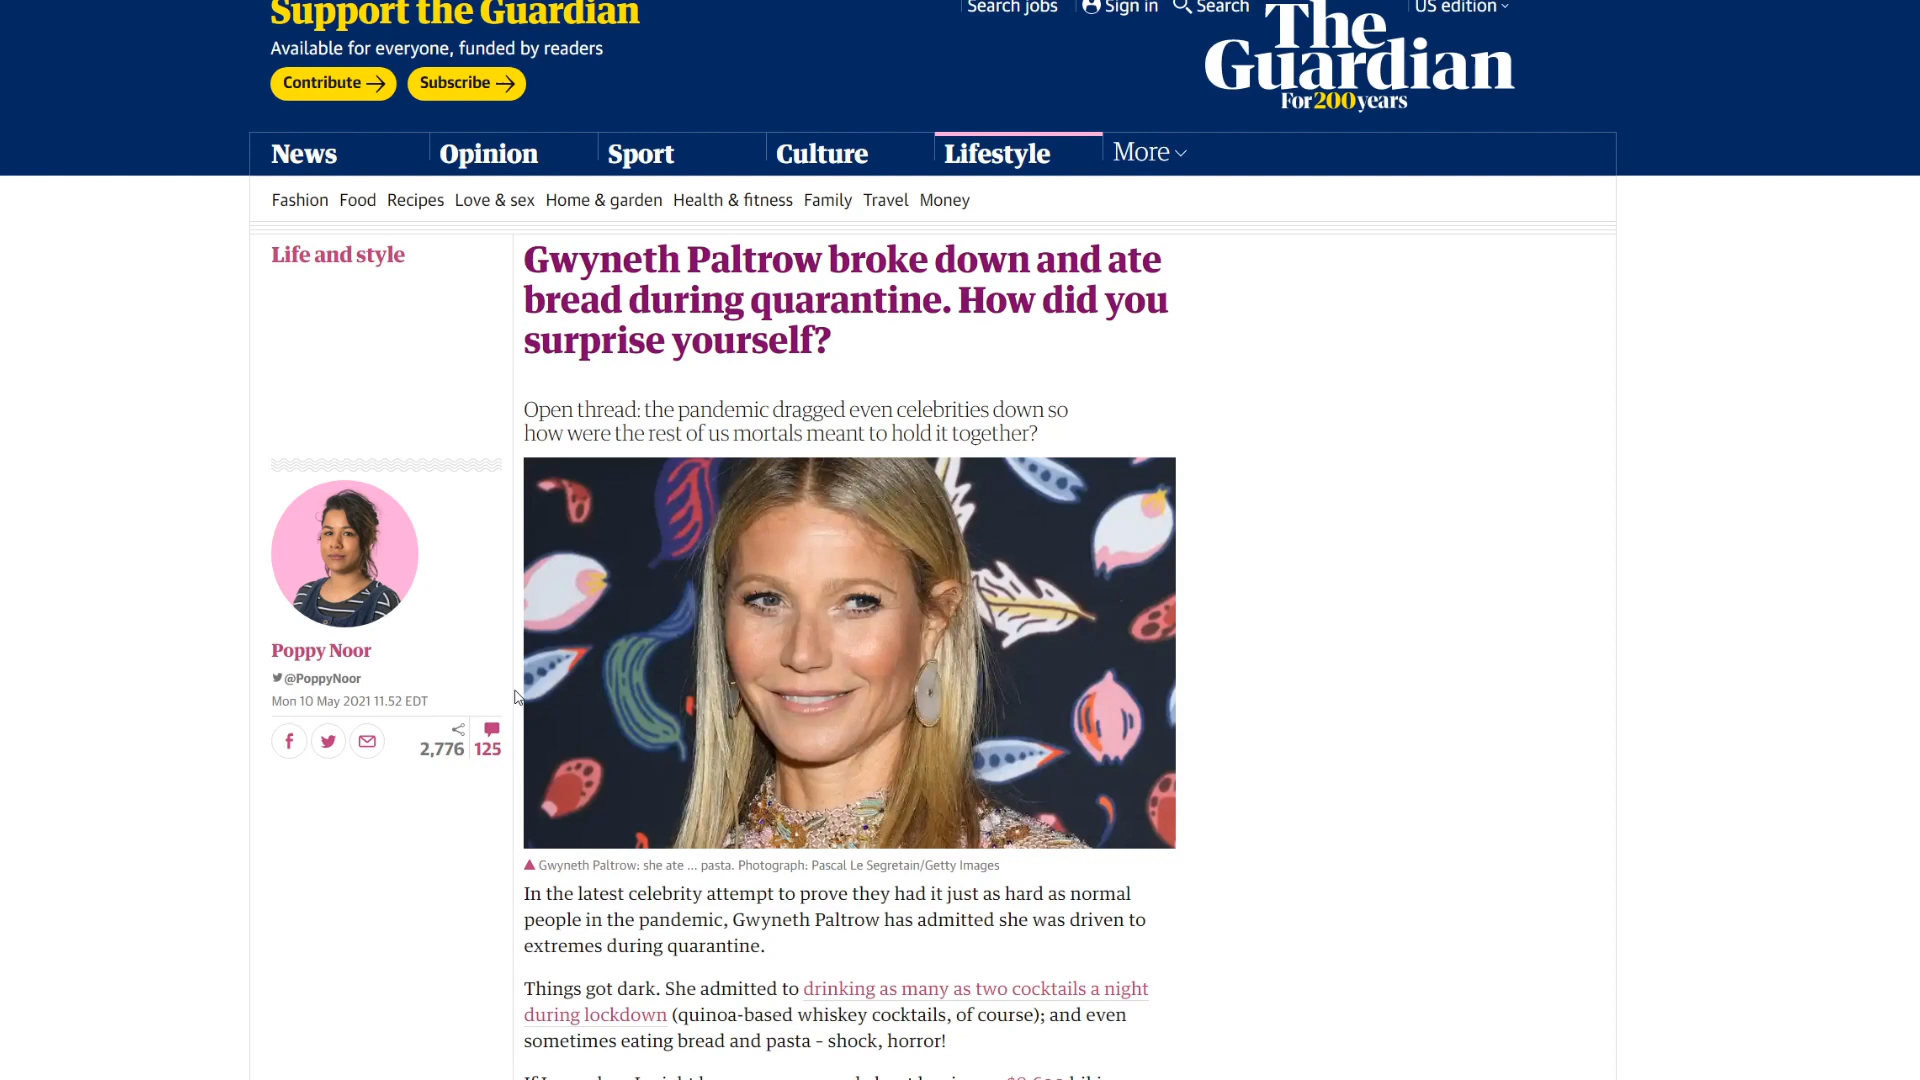 Support the Guardian
Available for everyone, funded by readers
Contribute
Subscribe
Search jobs
Sign in
Search
US edition
The
Guardian
For 200 years
News
Opinion
Sport
Culture
Lifestyle
More
Fashion Food Recipes Love & sex Home & garden Health & fitness Family Travel Money
Life and style
Gwyneth Paltrow broke down and ate
bread during quarantine. How did you
surprise yourself?
Open thread: the pandemic dragged even celebrities down so
how were the rest of us mortals meant to hold it together?
Poppy Noor
@PoppyNoor
Mon 10 May 2021 11.52 EDT
2,776
125
Gwyneth Paltrow: she ate ... pasta. Photograph: Pascal Le Segretain/Getty Images
In the latest celebrity attempt to prove they had it just as hard as normal
people in the pandemic, Gwyneth Paltrow has admitted she was driven to
extremes during quarantine.
Things got dark. She admitted to drinking as many as two cocktails a night
during lockdown (quinoa-based whiskey cocktails, of course); and even
sometimes eating bread and pasta – shock, horror!